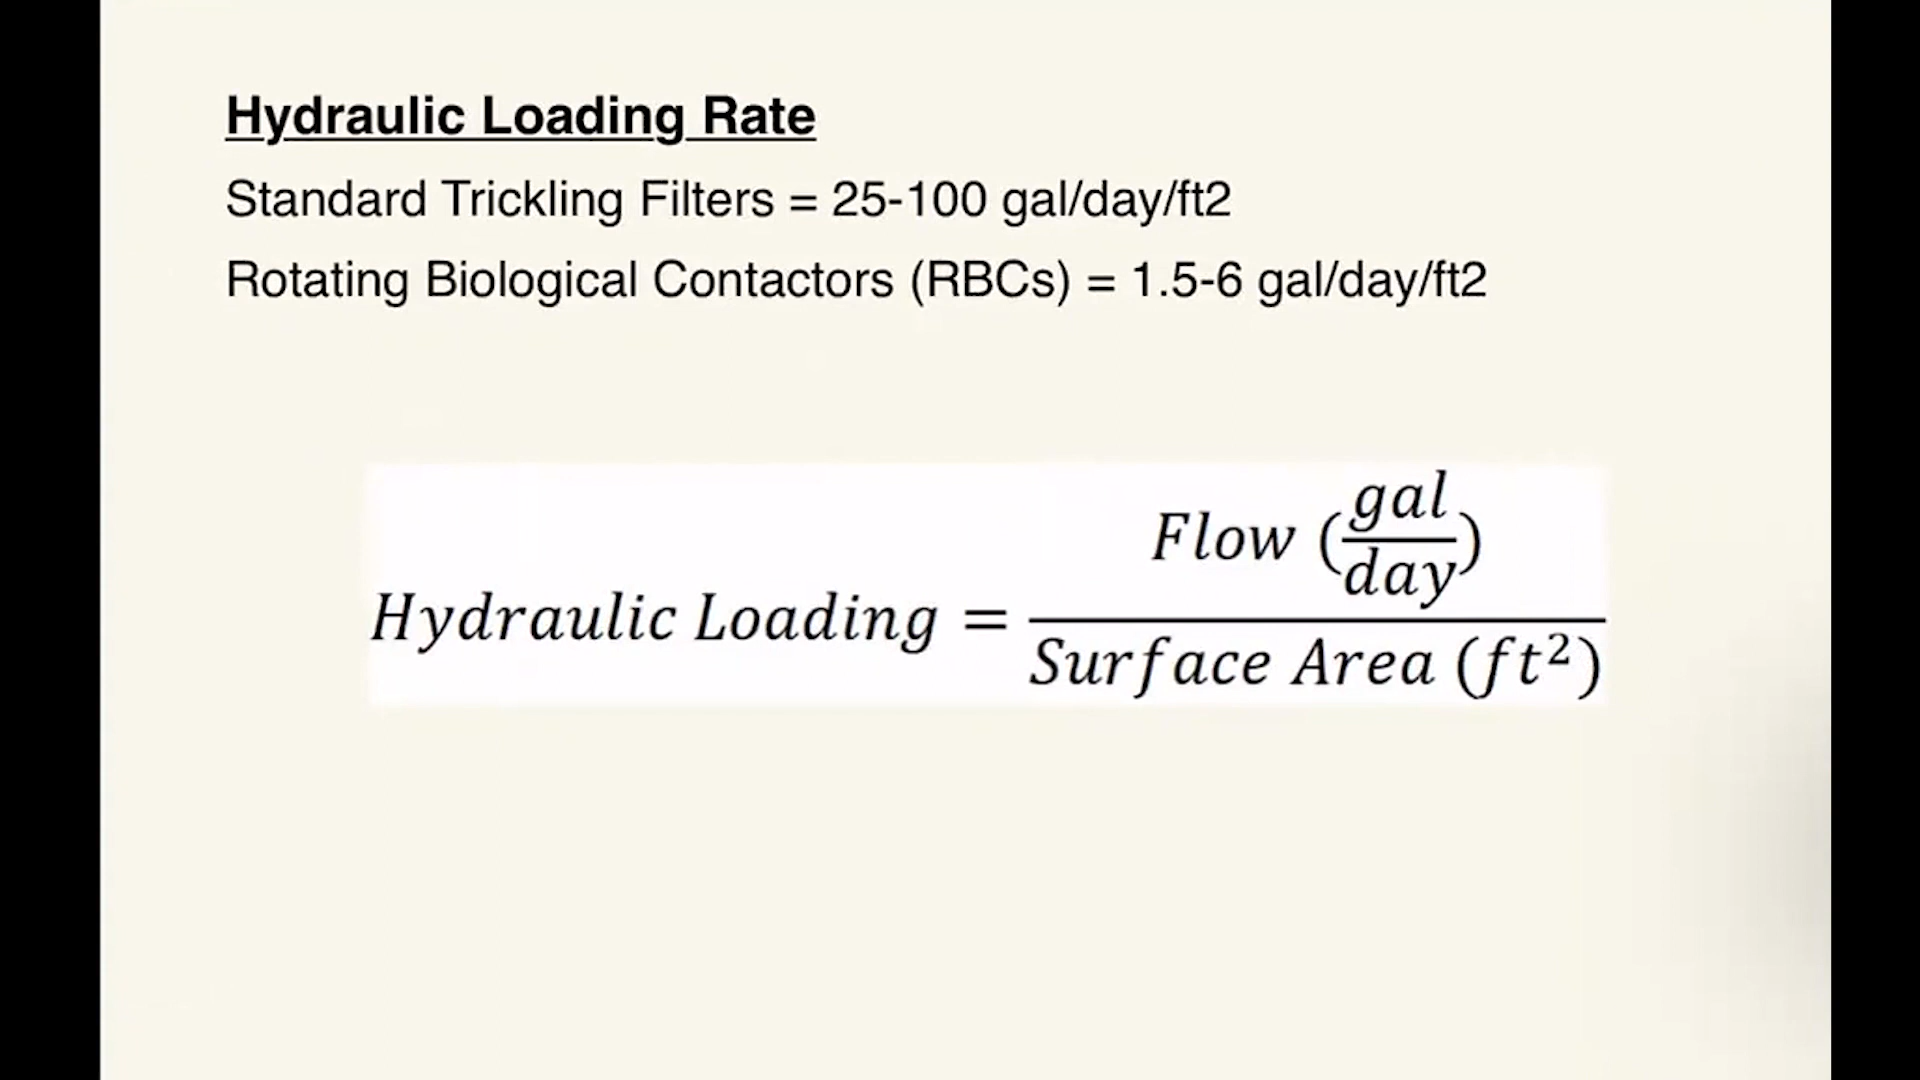 Hydraulic Loading Rate
Standard Trickling Filters = 25-100 gal/day/ft2
Rotating Biological Contactors (RBCs) = 1.5-6 gal/day/ft2
Hydraulic Loading = Flow (gal/day) / Surface Area (ft²)